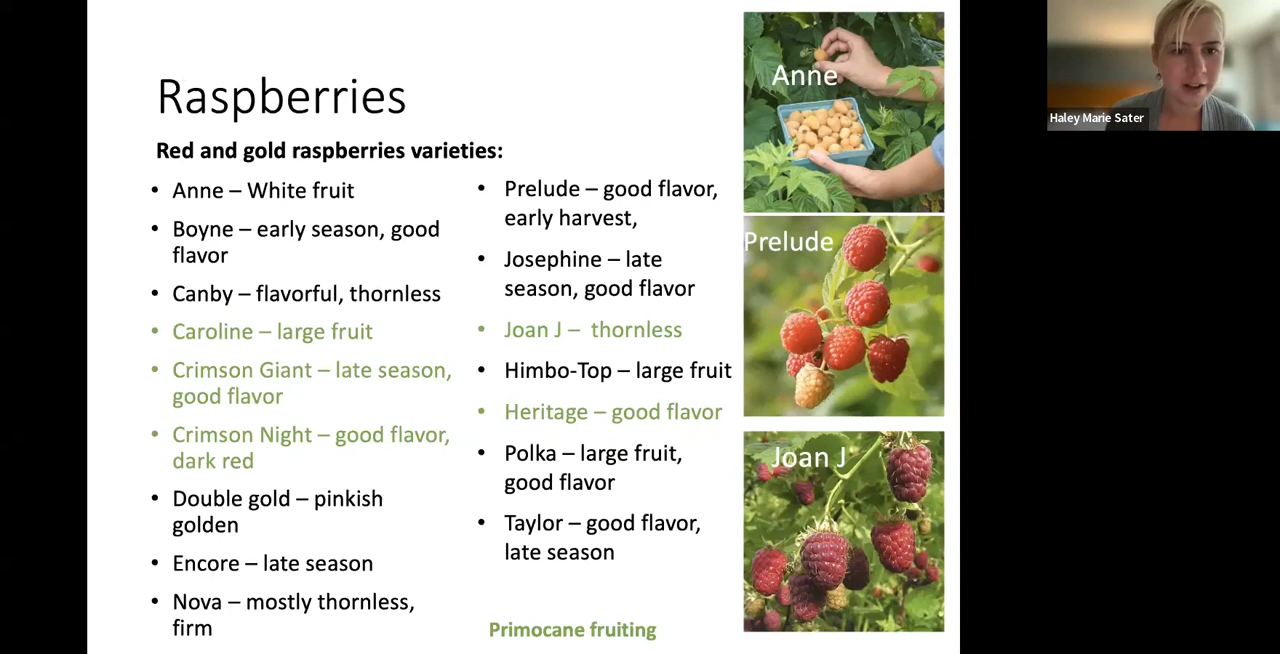 Raspberries
Red and gold raspberries varieties:
• Anne – White fruit
• Boyne – early season, good
flavor
• Canby – flavorful, thornless
• Caroline – large fruit
• Crimson Giant – late season,
good flavor
• Crimson Night – good flavor,
dark red
• Double gold – pinkish
golden
• Encore – late season
• Nova – mostly thornless,
firm
• Prelude – good flavor,
early harvest,
• Josephine – late
season, good flavor
• Joan J – thornless
• Himbo-Top – large fruit
• Heritage – good flavor
• Polka – large fruit,
good flavor
• Taylor – good flavor,
late season
Primocane fruiting
Anne
Prelude
Joan J
Haley Marie Sater